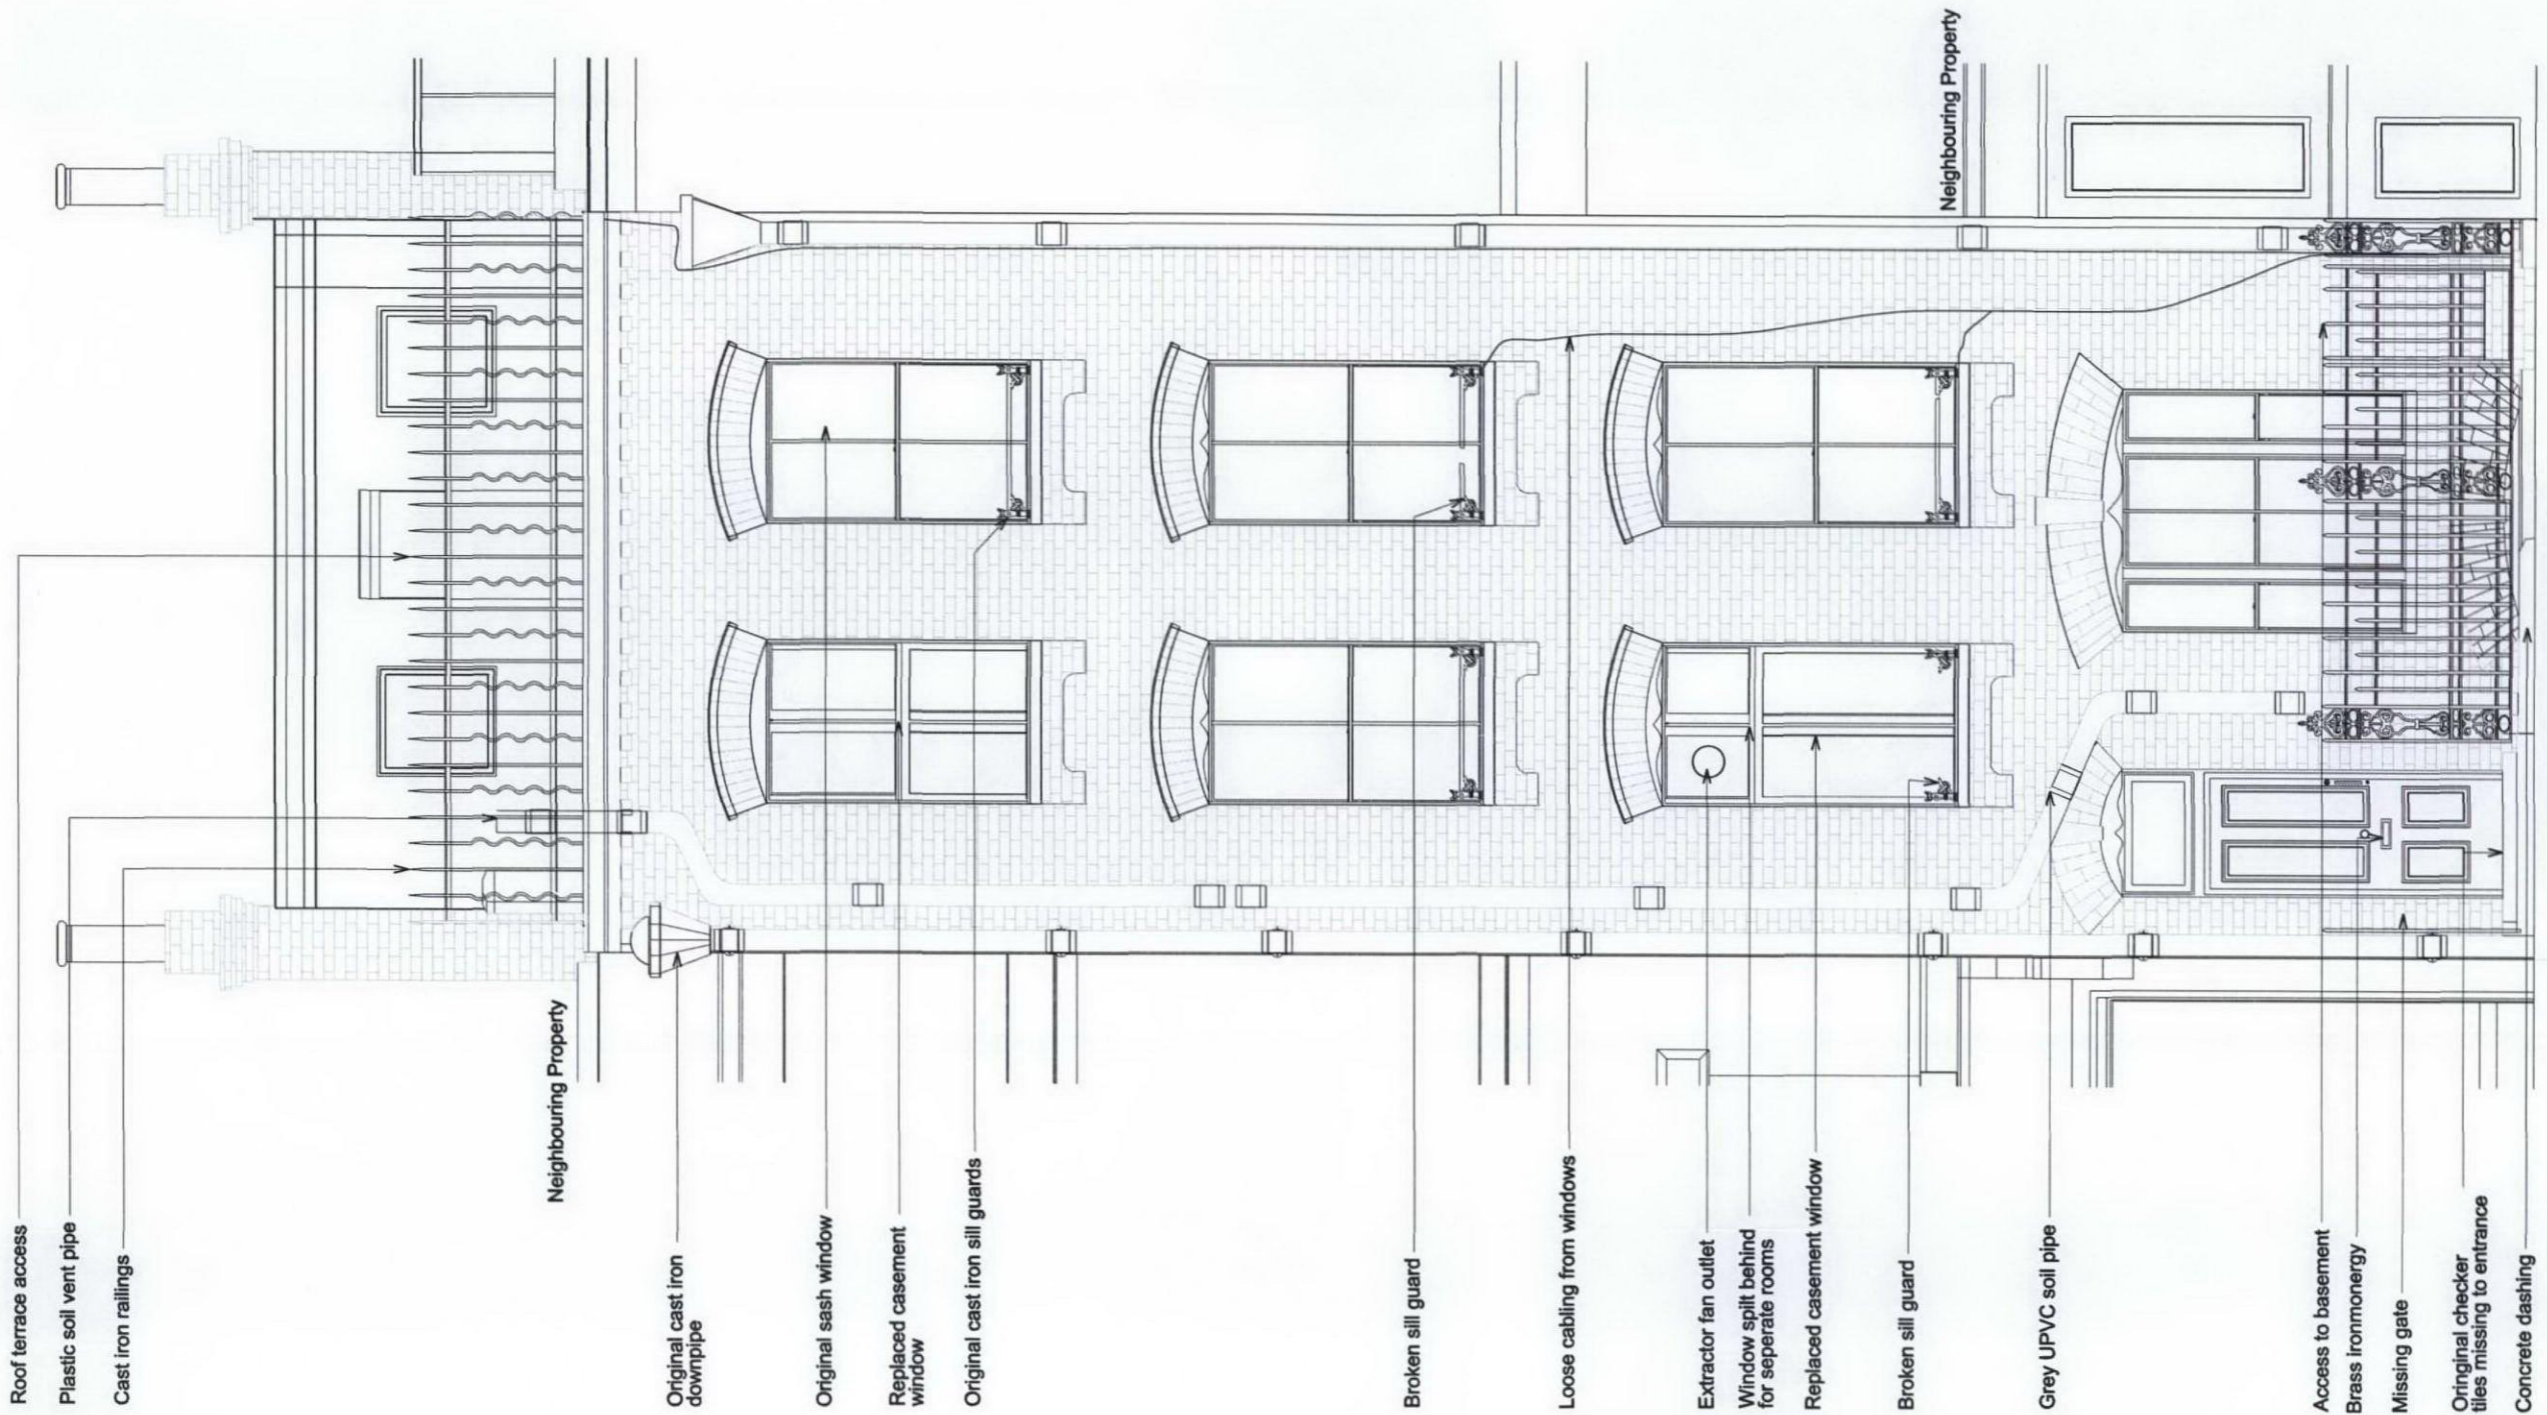 Roof terrace access
Plastic soil vent pipe
Cast iron railings
Neighbouring Property
Original cast iron
downpipe
Original sash window
Replaced casement
window
Original cast iron sill guards
Broken sill guard
Loose cabling from windows
Extractor fan outlet
Window spilt behind
for seperate rooms
Replaced casement window
Broken sill guard
Neighbouring Property
Grey UPVC soil pipe
Access to basement
Brass ironmonergy
Missing gate
Oringinal checker
tiles missing to entrance
Concrete dashing